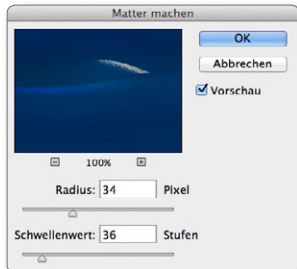 Matter machen
OK
Abbrechen
Vorschau
100%
Radius: 34 Pixel
Schwellenwert: 36 Stufen